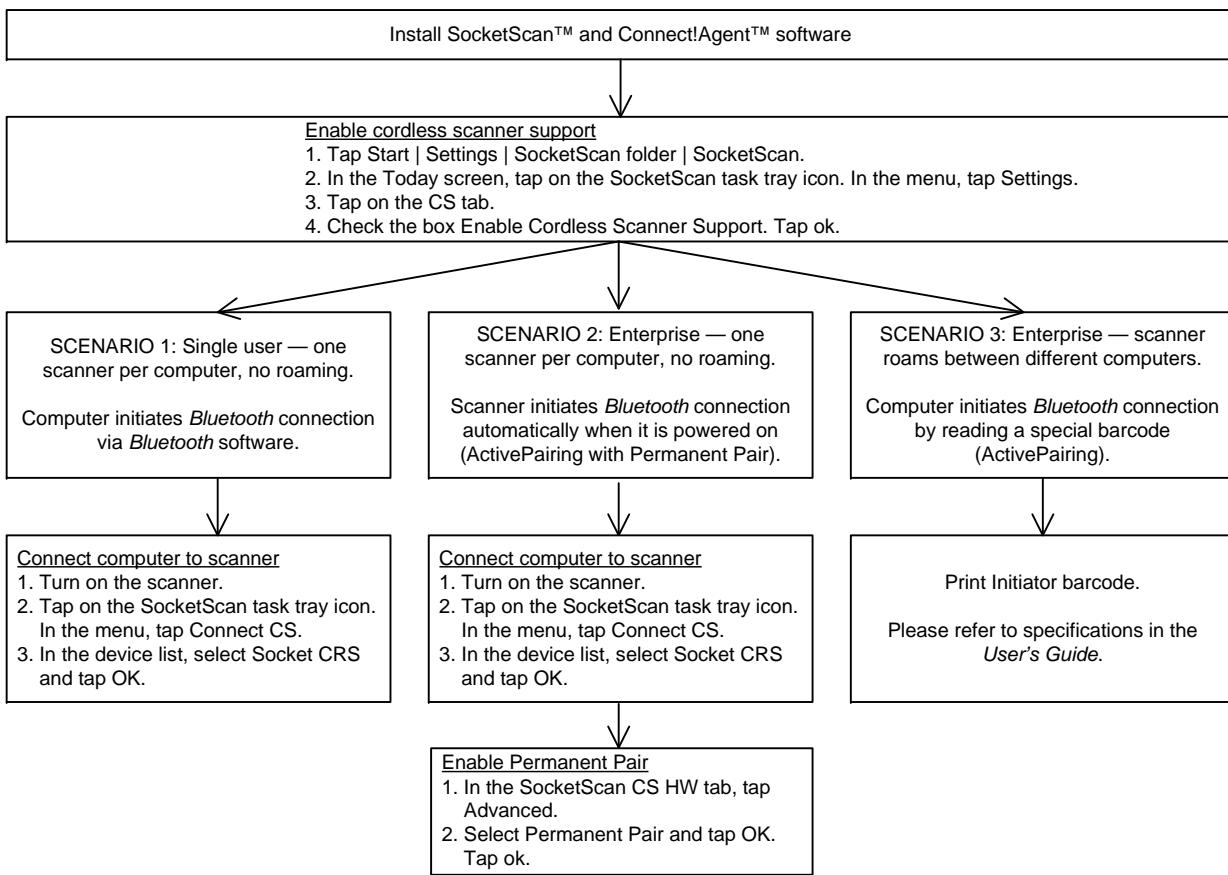 Install SocketScan™ and Connect!Agent™ software
Enable cordless scanner support
1. Tap Start | Settings | SocketScan folder | SocketScan.
2. In the Today screen, tap on the SocketScan task tray icon. In the menu, tap Settings.
3. Tap on the CS tab.
4. Check the box Enable Cordless Scanner Support. Tap ok.
SCENARIO 1: Single user — one
scanner per computer, no roaming.
Computer initiates Bluetooth connection
via Bluetooth software.
SCENARIO 2: Enterprise — one
scanner per computer, no roaming.
Scanner initiates Bluetooth connection
automatically when it is powered on
(ActivePairing with Permanent Pair).
SCENARIO 3: Enterprise — scanner
roams between different computers.
Computer initiates Bluetooth connection
by reading a special barcode
(ActivePairing).
Connect computer to scanner
1. Turn on the scanner.
2. Tap on the SocketScan task tray icon.
In the menu, tap Connect CS.
3. In the device list, select Socket CRS
and tap OK.
Connect computer to scanner
1. Turn on the scanner.
2. Tap on the SocketScan task tray icon.
In the menu, tap Connect CS.
3. In the device list, select Socket CRS
and tap OK.
Print Initiator barcode.
Please refer to specifications in the
User's Guide.
Enable Permanent Pair
1. In the SocketScan CS HW tab, tap
Advanced.
2. Select Permanent Pair and tap OK.
Tap ok.